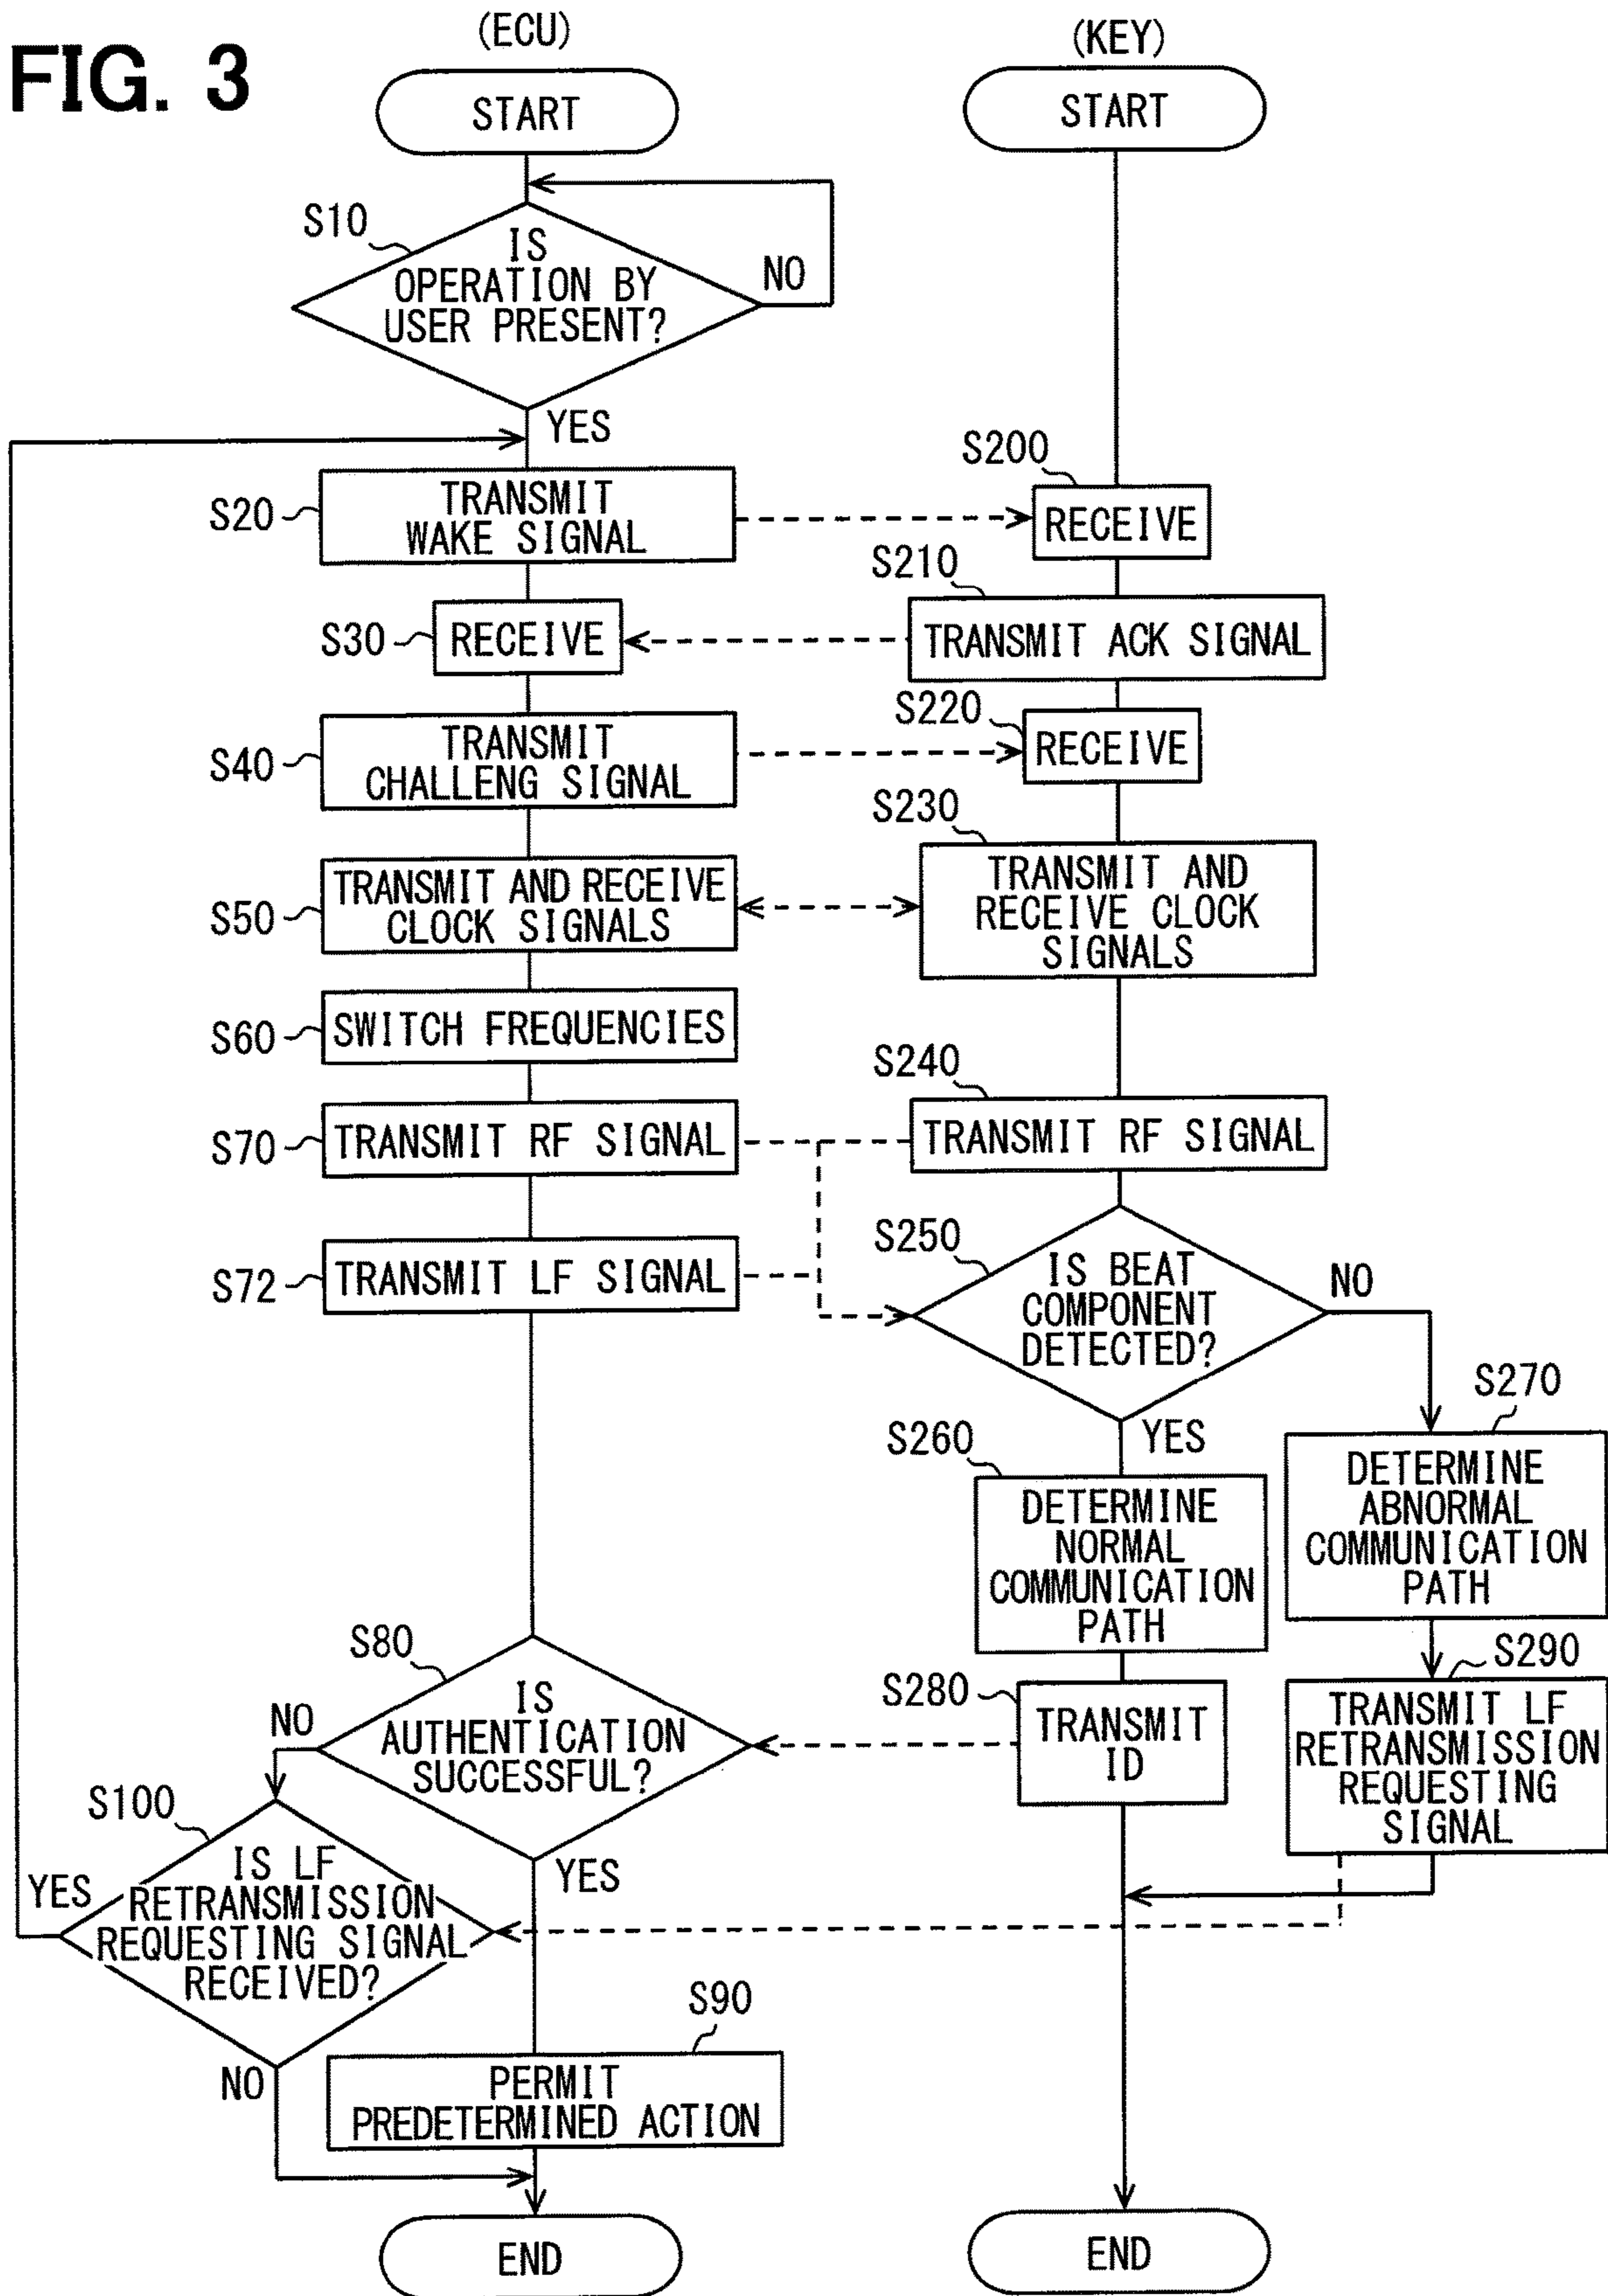 FIG. 3
(ECU)
(KEY)
START
START
S10
IS
OPERATION BY
USER PRESENT?
NO
YES
S20
TRANSMIT
WAKE SIGNAL
S200
RECEIVE
S210
TRANSMIT ACK SIGNAL
S30
RECEIVE
S220
RECEIVE
S40
TRANSMIT
CHALLENG SIGNAL
S230
TRANSMIT AND
RECEIVE CLOCK
SIGNALS
S50
TRANSMIT AND RECEIVE
CLOCK SIGNALS
S60
SWITCH FREQUENCIES
S240
TRANSMIT RF SIGNAL
S70
TRANSMIT RF SIGNAL
S72
TRANSMIT LF SIGNAL
S250
IS BEAT
COMPONENT
DETECTED?
NO
YES
S260
DETERMINE
NORMAL
COMMUNICATION
PATH
S270
DETERMINE
ABNORMAL
COMMUNICATION
PATH
S80
IS
AUTHENTICATION
SUCCESSFUL?
NO
YES
S280
TRANSMIT
ID
S290
TRANSMIT LF
RETRANSMISSION
REQUESTING
SIGNAL
S100
IS LF
RETRANSMISSION
REQUESTING SIGNAL
RECEIVED?
YES
NO
S90
PERMIT
PREDETERMINED ACTION
END
END